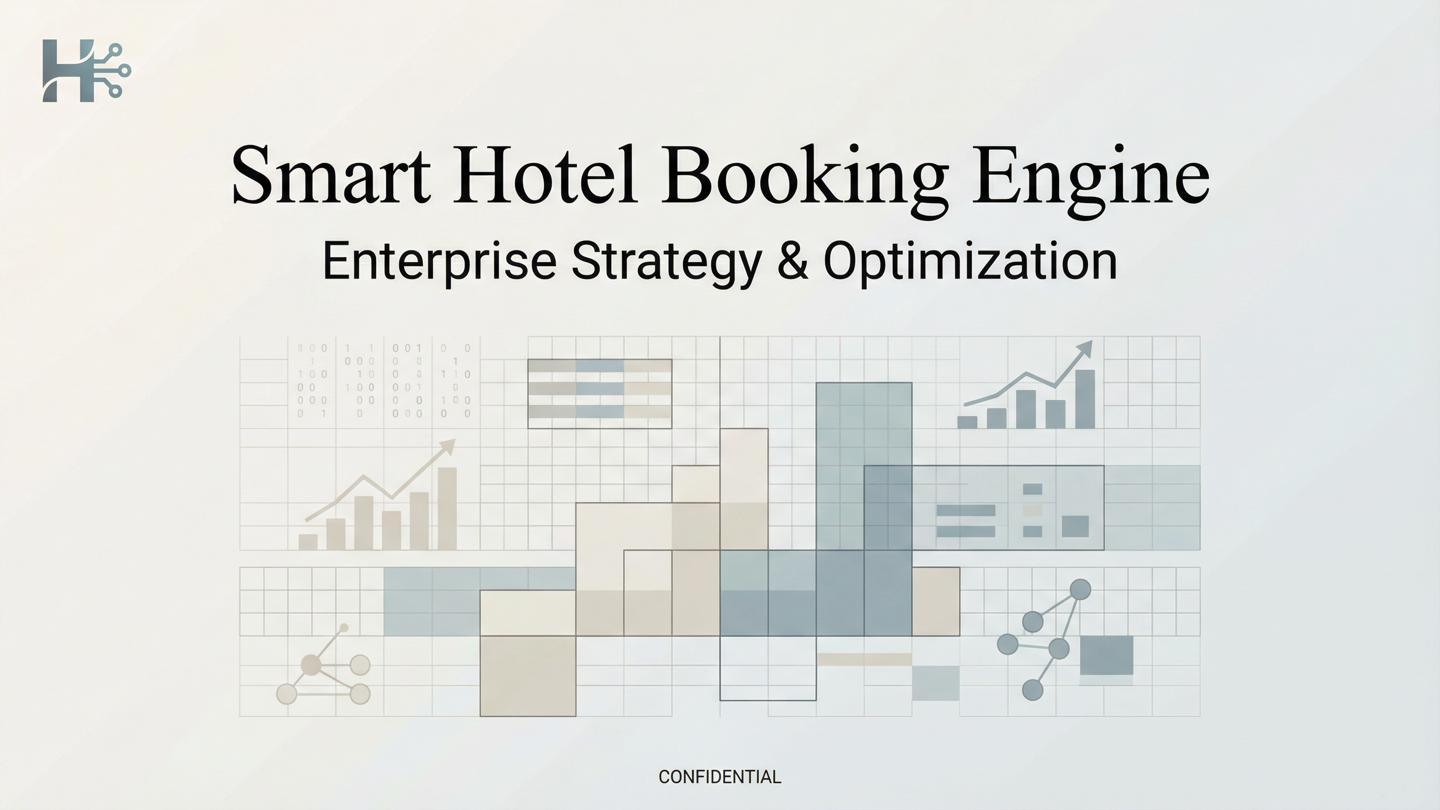 Smart Hotel Booking Engine
Enterprise Strategy & Optimization
CONFIDENTIAL